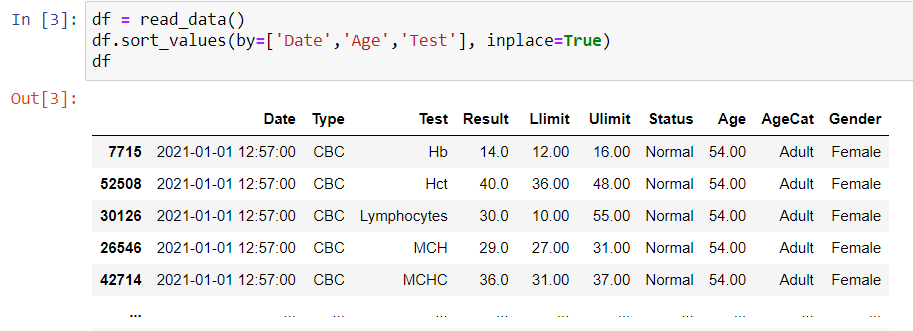 In [3]: df = read_data()
df.sort_values(by=['Date','Age','Test'], inplace=True)
df
Out[3]:
Date Type Test Result Llimit Ulimit Status Age AgeCat Gender
7715 2021-01-01 12:57:00 CBC Hb 14.0 12.00 16.00 Normal 54.00 Adult Female
52508 2021-01-01 12:57:00 CBC Hct 40.0 36.00 48.00 Normal 54.00 Adult Female
30126 2021-01-01 12:57:00 CBC Lymphocytes 30.0 10.00 55.00 Normal 54.00 Adult Female
26546 2021-01-01 12:57:00 CBC MCH 29.0 27.00 31.00 Normal 54.00 Adult Female
42714 2021-01-01 12:57:00 CBC MCHC 36.0 31.00 37.00 Normal 54.00 Adult Female
... ... ... ... ... ... ... ... ... ... ...